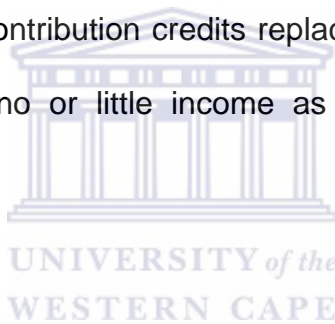 ontribution credits replac
no or little income as
UNIVERSITY of the
WESTERN CAPE